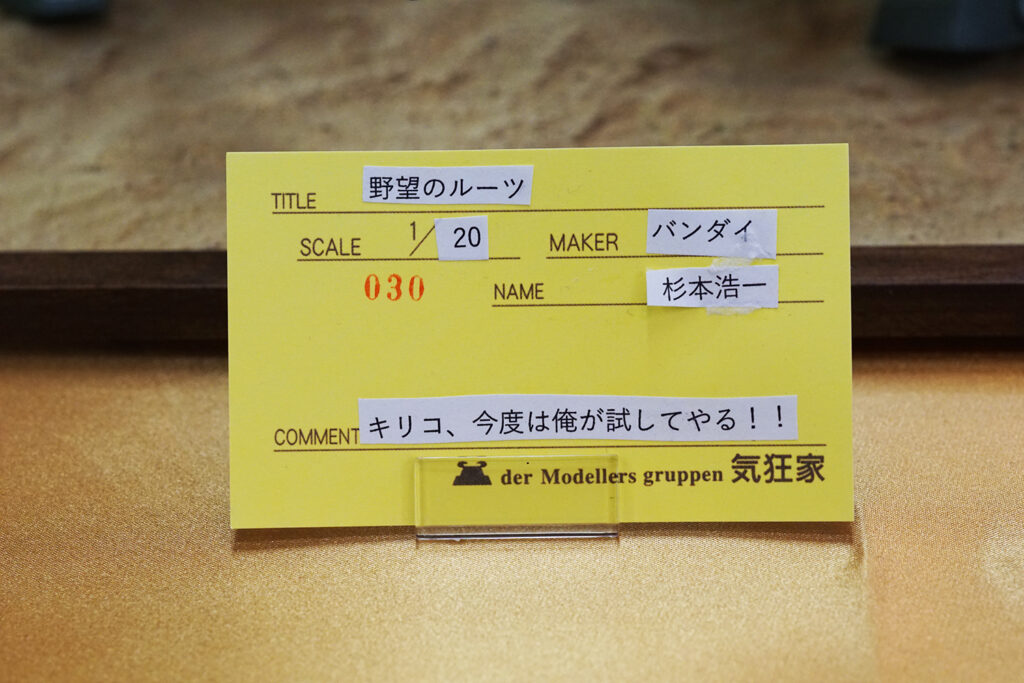 TITLE 野望のルーツ
SCALE 1/20 MAKER バンダイ
030 NAME 杉本浩一
COMMENT キリコ、今度は俺が試してやる！！
der Modellers gruppen 気狂家